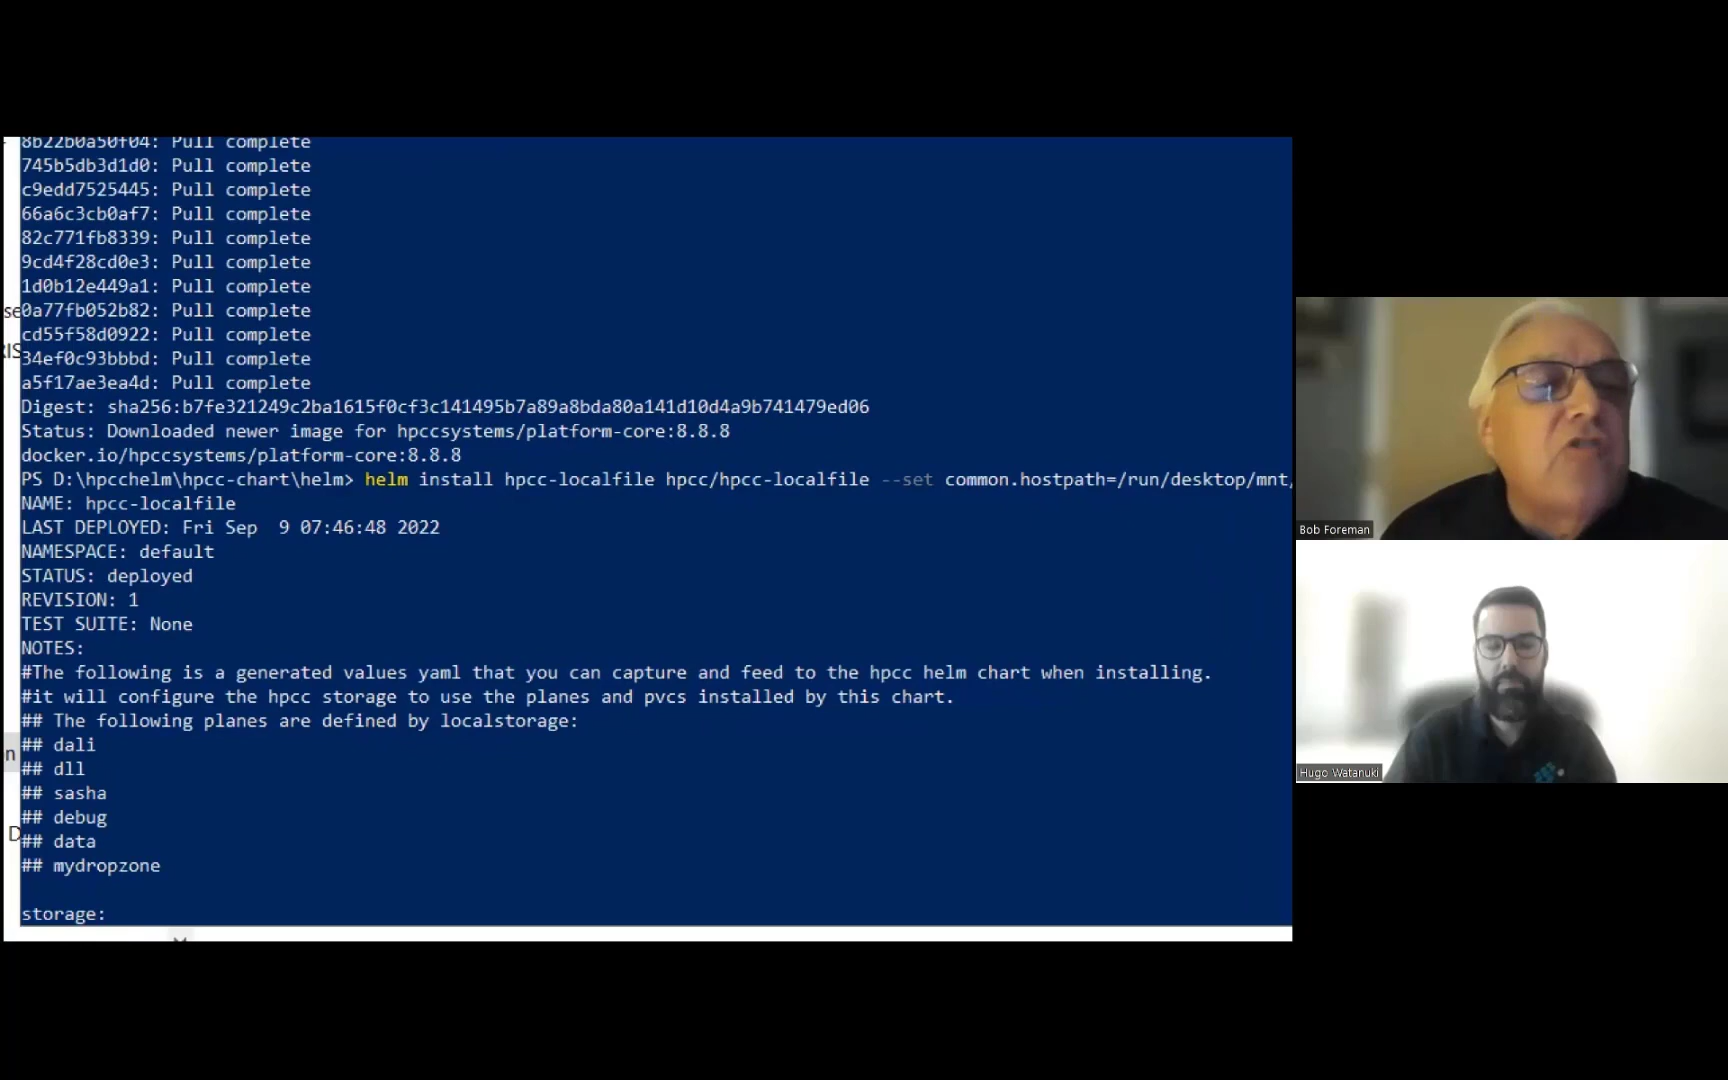 8b22b0a50f04: Pull complete
745b5db3d1d0: Pull complete
c9edd7525445: Pull complete
66a6c3cb0af7: Pull complete
82c771fb8339: Pull complete
9cd4f28cd0e3: Pull complete
1d0b12e449a1: Pull complete
0a77fb052b82: Pull complete
cd55f58d0922: Pull complete
34ef0c93bbbd: Pull complete
a5f17ae3ea4d: Pull complete
Digest: sha256:b7fe321249c2ba1615f0cf3c141495b7a89a8bda80a141d10d4a9b741479ed06
Status: Downloaded newer image for hpccsystems/platform-core:8.8.8
docker.io/hpccsystems/platform-core:8.8.8
PS D:\hpcchelm\hpcc-chart\helm> helm install hpcc-localfile hpcc/hpcc-localfile --set common.hostpath=/run/desktop/mnt/
NAME: hpcc-localfile
LAST DEPLOYED: Fri Sep  9 07:46:48 2022
NAMESPACE: default
STATUS: deployed
REVISION: 1
TEST SUITE: None
NOTES:
#The following is a generated values yaml that you can capture and feed to the hpcc helm chart when installing.
#it will configure the hpcc storage to use the planes and pvcs installed by this chart.
## The following planes are defined by localstorage:
## dali
## dll
## sasha
## debug
## data
## mydropzone
storage:
Bob Foreman
Hugo Watanuki